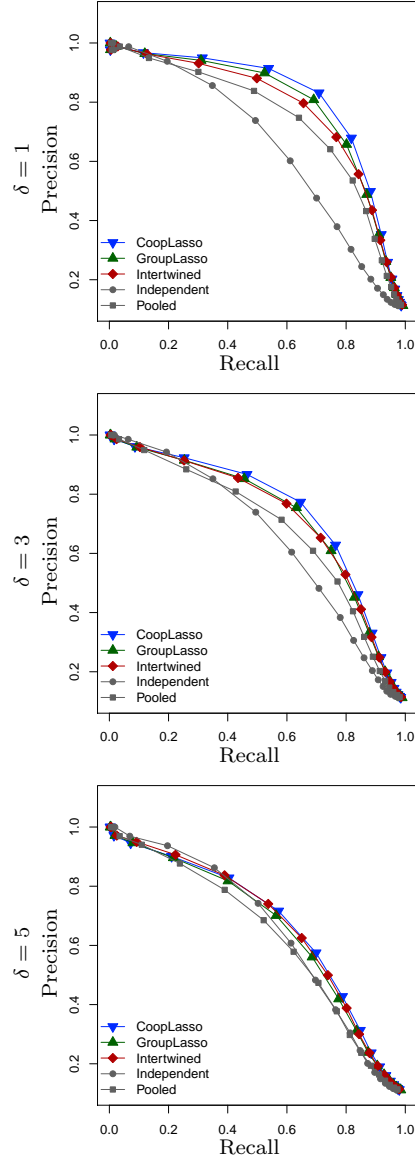 δ = 1
Precision
1.0
0.8
0.6
0.4
0.2
CoopLasso
GroupLasso
Intertwined
Independent
Pooled
0.0 0.2 0.4 0.6 0.8 1.0
Recall
δ = 3
Precision
1.0
0.8
0.6
0.4
0.2
CoopLasso
GroupLasso
Intertwined
Independent
Pooled
0.0 0.2 0.4 0.6 0.8 1.0
Recall
δ = 5
Precision
1.0
0.8
0.6
0.4
0.2
CoopLasso
GroupLasso
Intertwined
Independent
Pooled
0.0 0.2 0.4 0.6 0.8 1.0
Recall